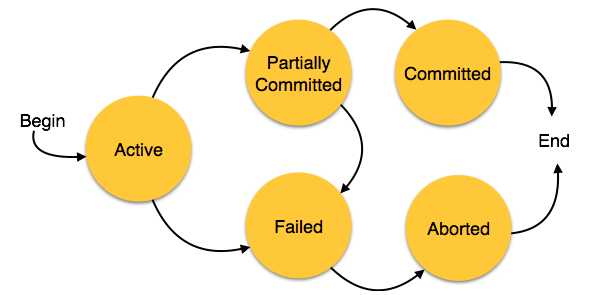 Begin
Active
Partially
Committed
Committed
Failed
Aborted
End